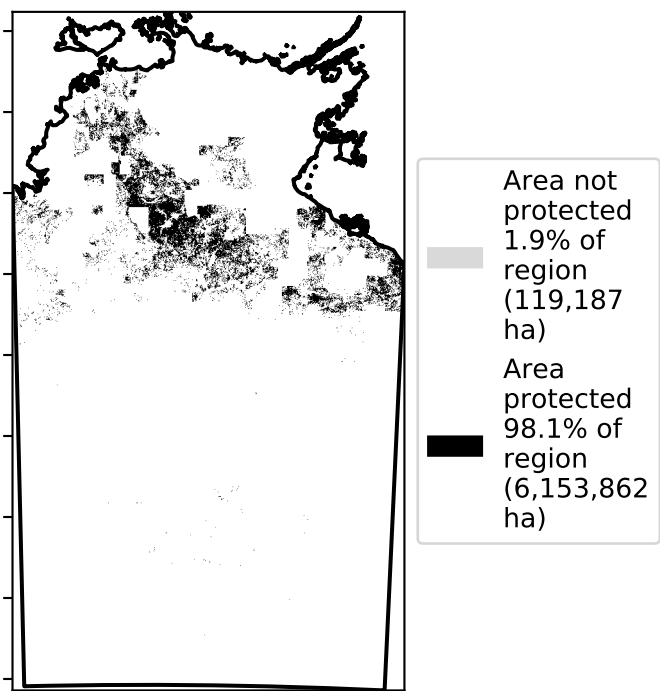 Area not
protected
1.9% of
region
(119,187
ha)
Area
protected
98.1% of
region
(6,153,862
ha)